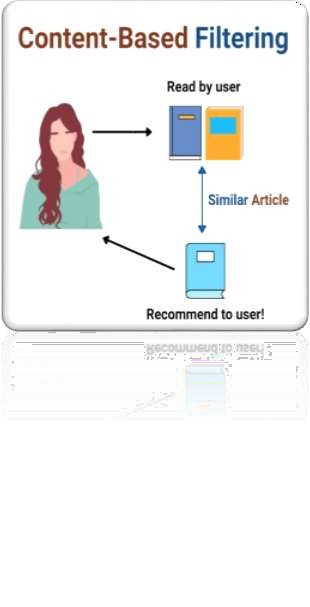 Content-Based Filtering
Read by user
Similar Article
Recommend to user!